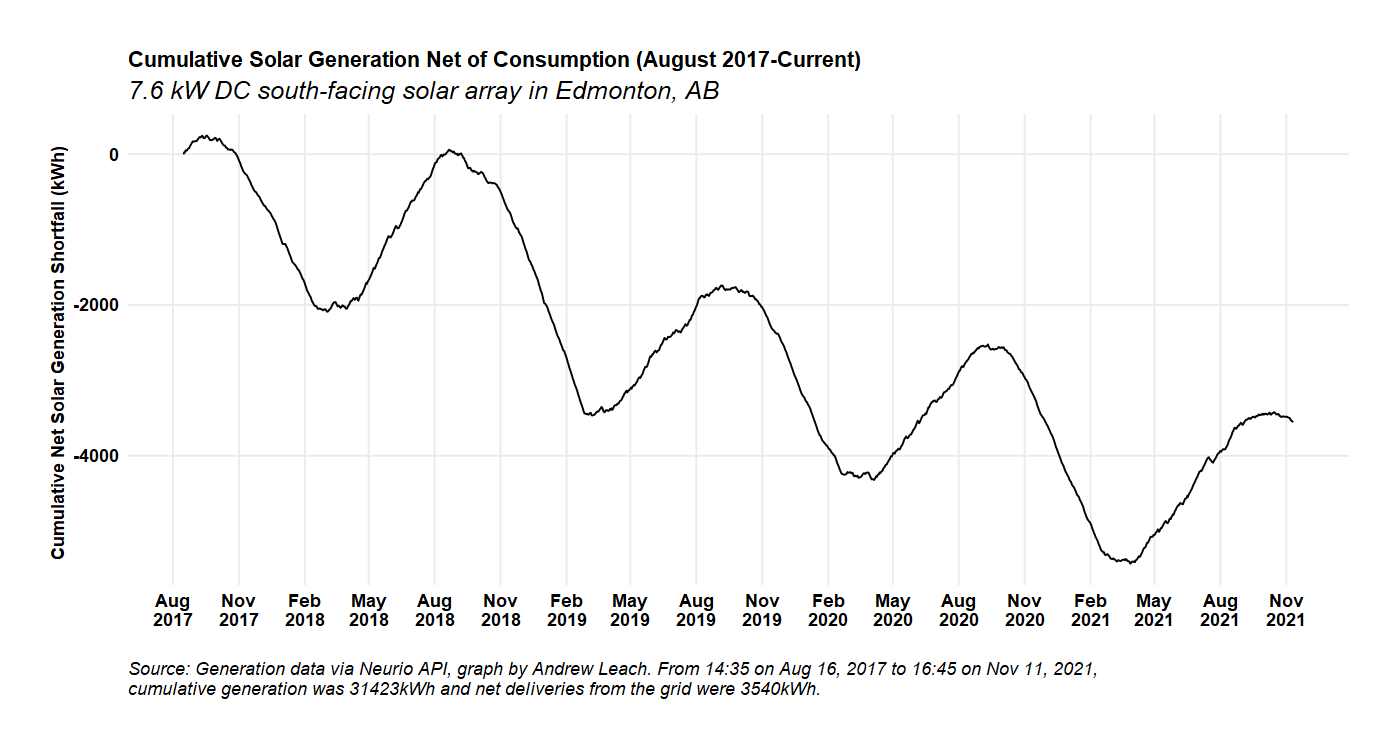 Cumulative Solar Generation Net of Consumption (August 2017-Current)
7.6 kW DC south-facing solar array in Edmonton, AB
Cumulative Net Solar Generation Shortfall (kWh)
0
-2000
-4000
Aug Nov Feb May Aug Nov Feb May Aug Nov Feb May Aug Nov Feb May Aug Nov
2017 2017 2018 2018 2018 2018 2019 2019 2019 2019 2020 2020 2020 2020 2021 2021 2021 2021
Source: Generation data via Neurio API, graph by Andrew Leach. From 14:35 on Aug 16, 2017 to 16:45 on Nov 11, 2021,
cumulative generation was 31423kWh and net deliveries from the grid were 3540kWh.